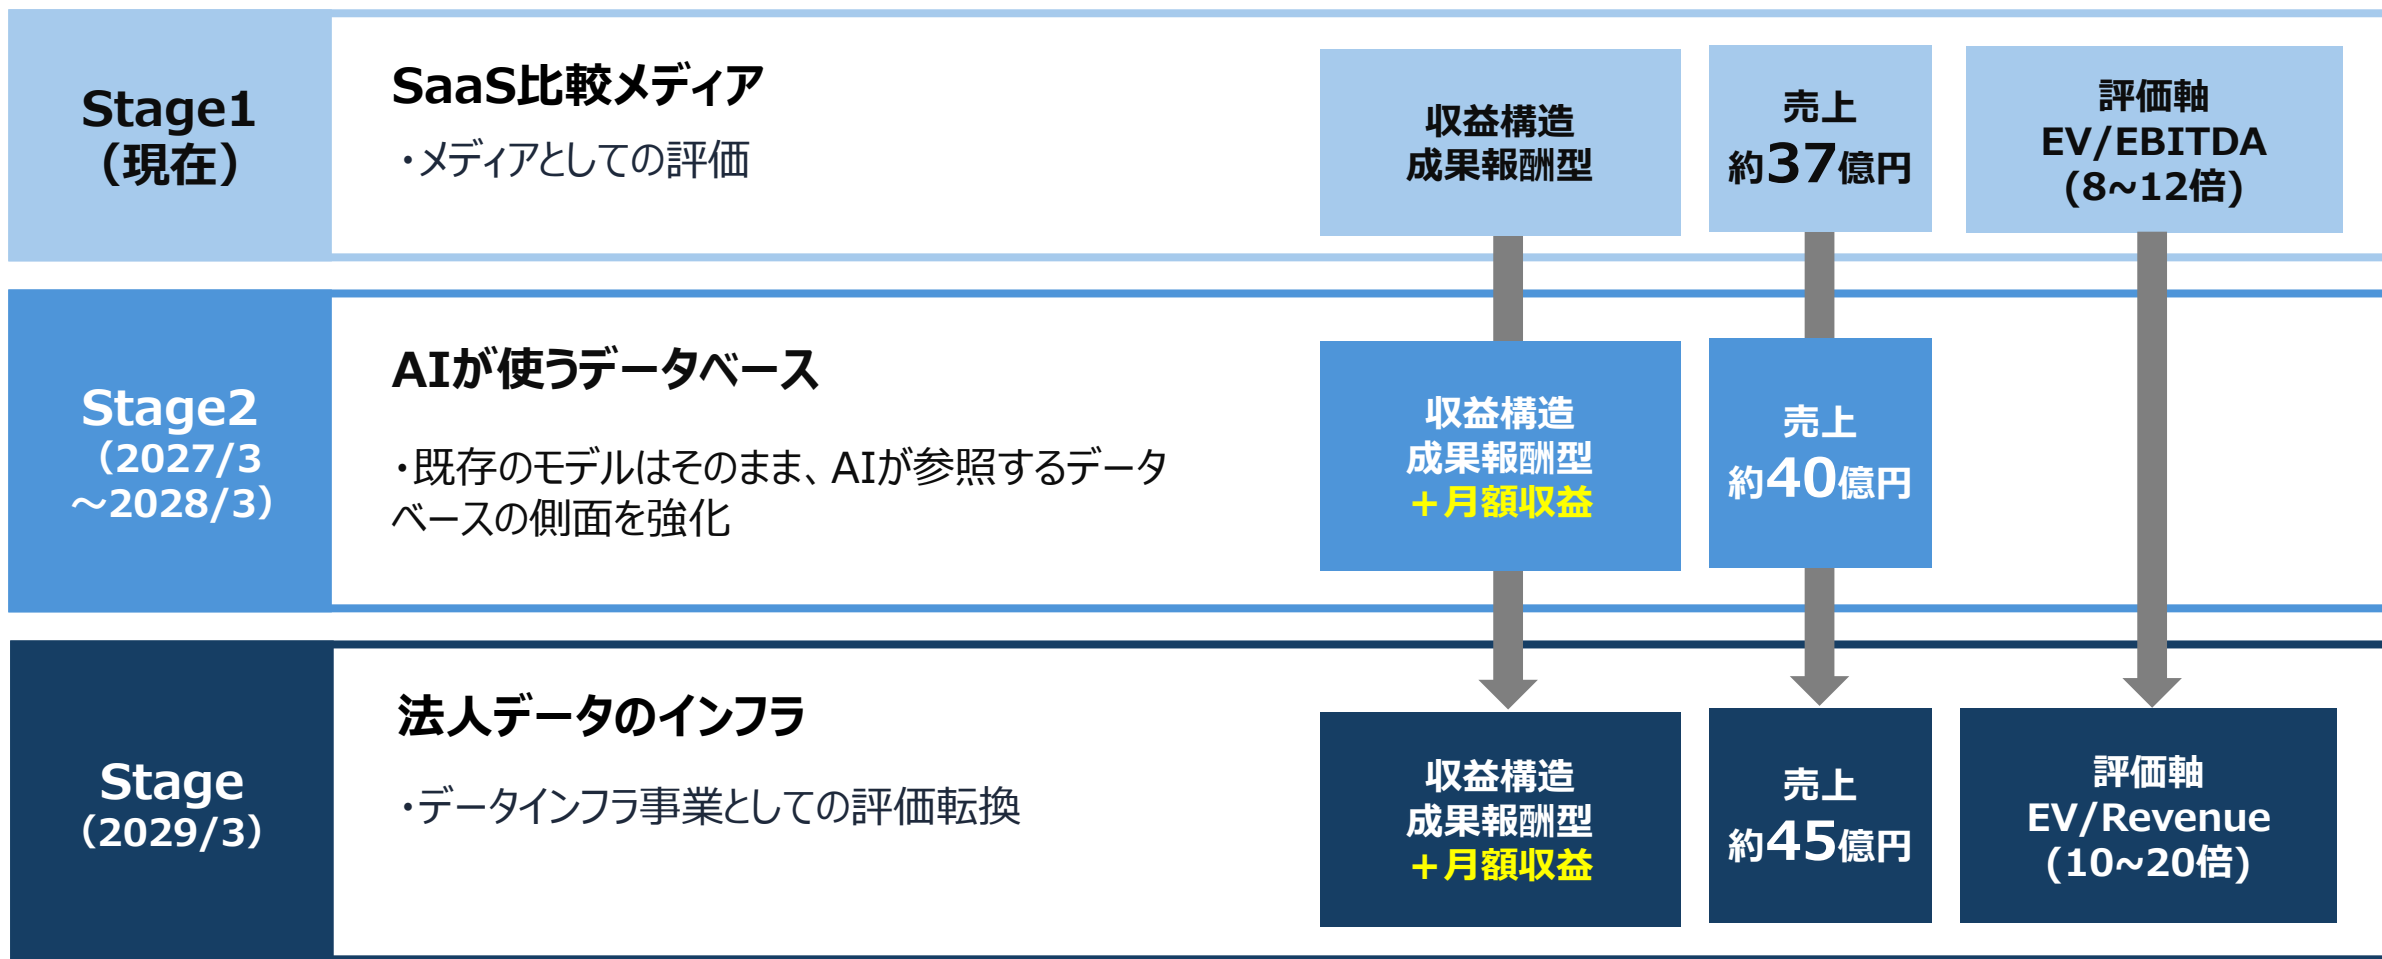 Stage1
（現在）
SaaS比較メディア
・メディアとしての評価
収益構造
成果報酬型
売上
約37億円
評価軸
EV/EBITDA
(8~12倍)
Stage2
（2027/3
～2028/3）
AIが使うデータベース
・既存のモデルはそのまま、AIが参照するデータ
ベースの側面を強化
収益構造
成果報酬型
＋月額収益
売上
約40億円
Stage
（2029/3）
法人データのインフラ
・データインフラ事業としての評価転換
収益構造
成果報酬型
＋月額収益
売上
約45億円
評価軸
EV/Revenue
(10~20倍)